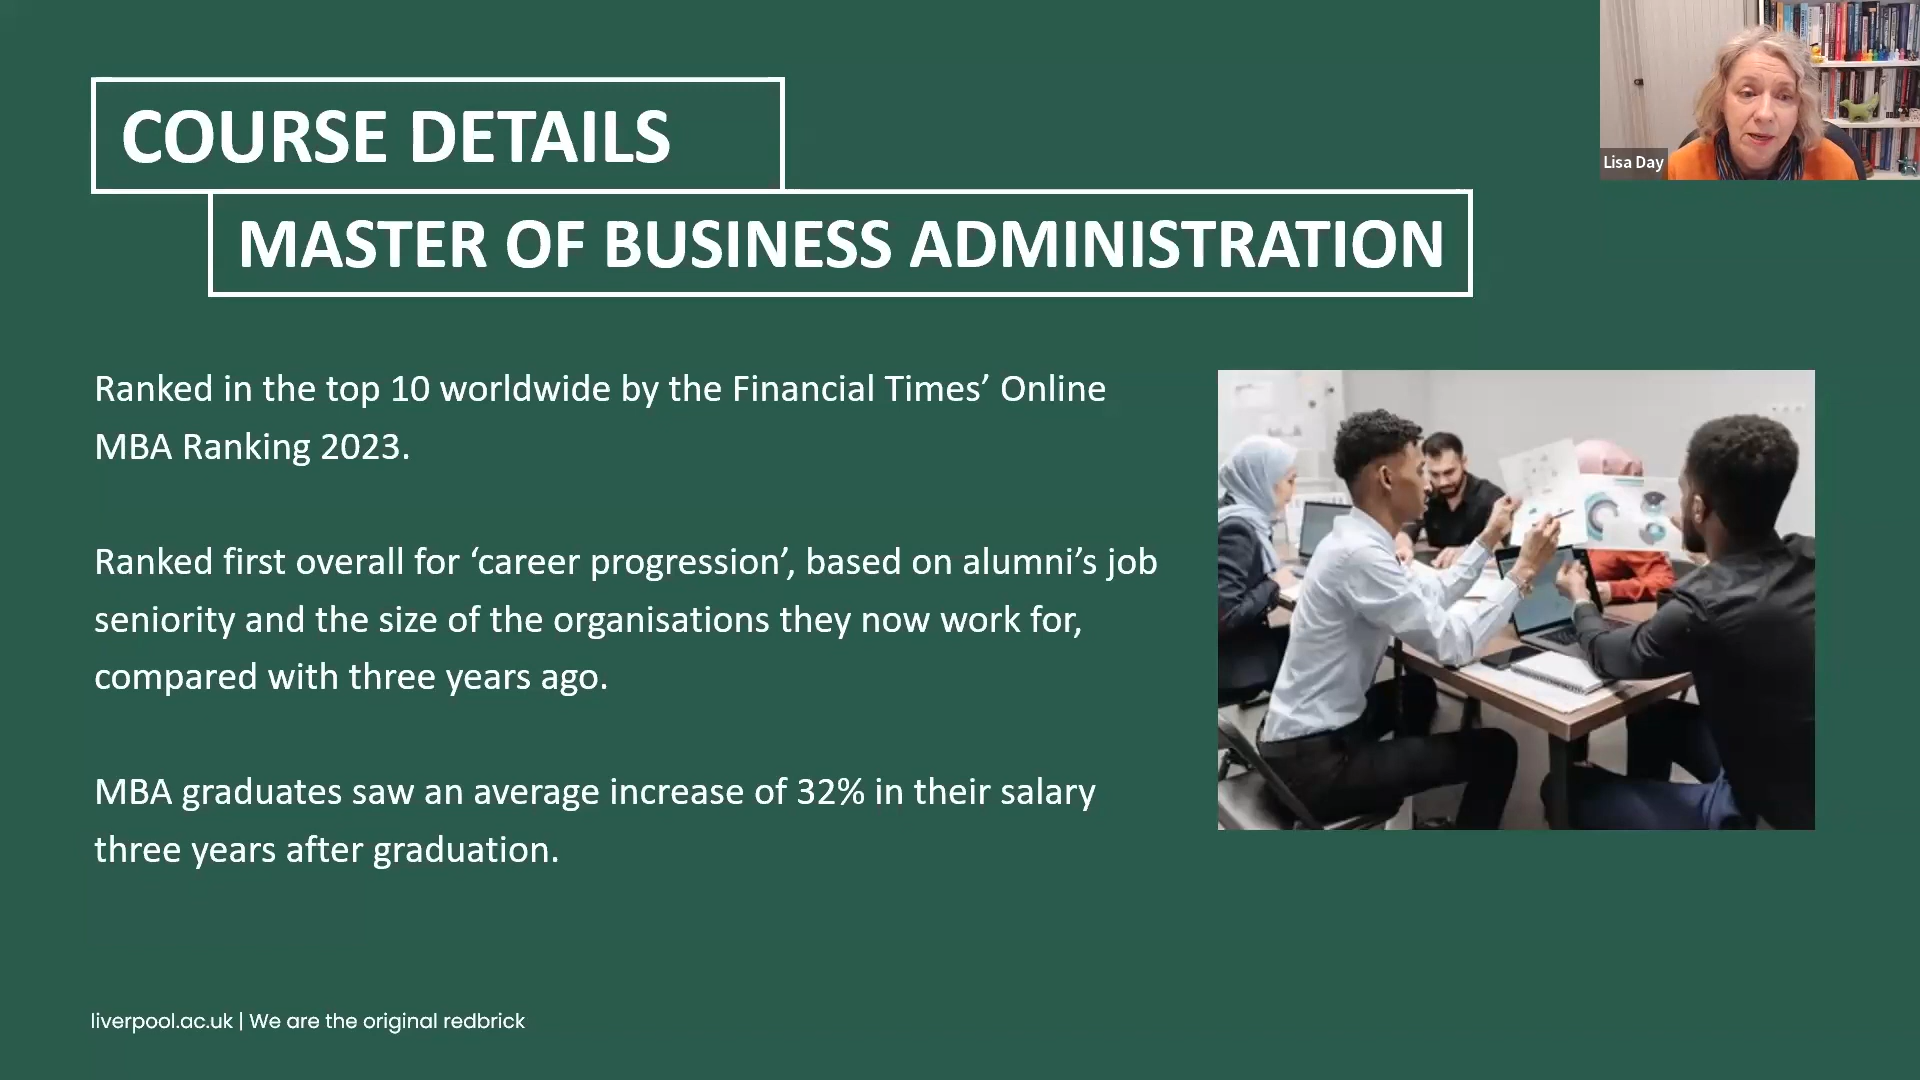 COURSE DETAILS
MASTER OF BUSINESS ADMINISTRATION
Lisa Day
Ranked in the top 10 worldwide by the Financial Times’ Online
MBA Ranking 2023.
Ranked first overall for ‘career progression’, based on alumni’s job
seniority and the size of the organisations they now work for,
compared with three years ago.
MBA graduates saw an average increase of 32% in their salary
three years after graduation.
liverpool.ac.uk | We are the original redbrick